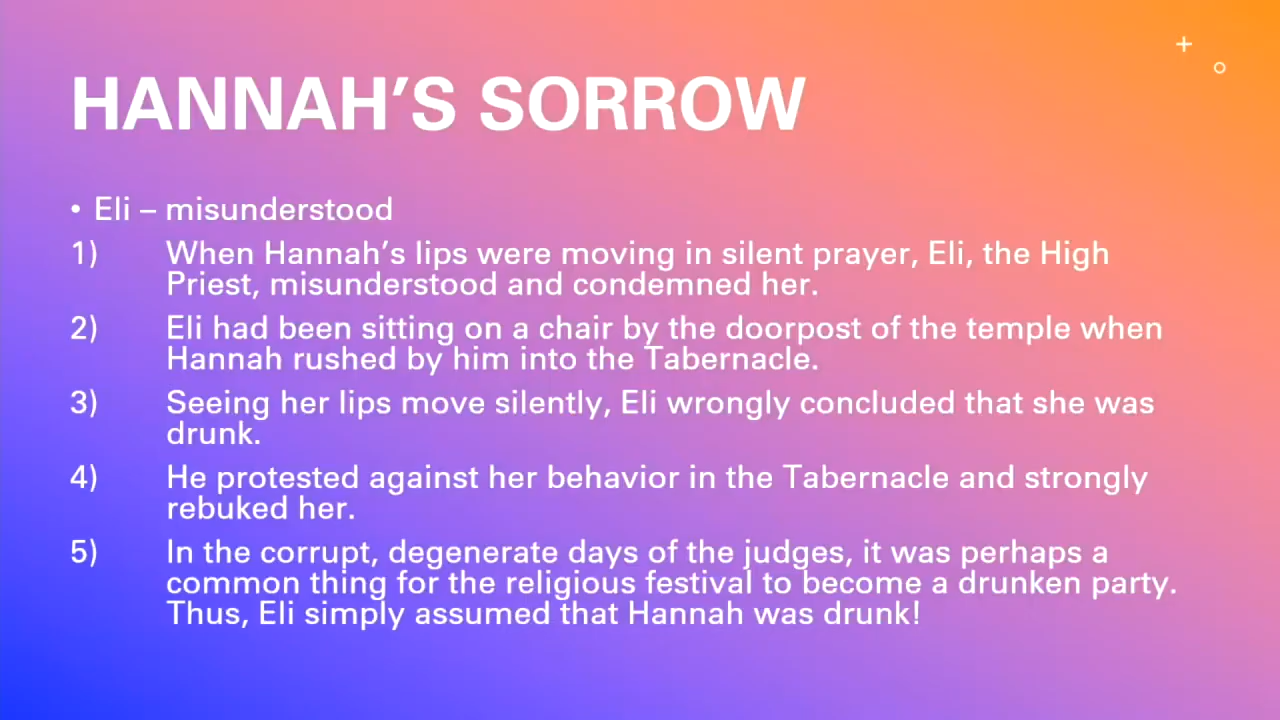 HANNAH’S SORROW
• Eli – misunderstood
1) When Hannah’s lips were moving in silent prayer, Eli, the High
Priest, misunderstood and condemned her.
2) Eli had been sitting on a chair by the doorpost of the temple when
Hannah rushed by him into the Tabernacle.
3) Seeing her lips move silently, Eli wrongly concluded that she was
drunk.
4) He protested against her behavior in the Tabernacle and strongly
rebuked her.
5) In the corrupt, degenerate days of the judges, it was perhaps a
common thing for the religious festival to become a drunken party.
Thus, Eli simply assumed that Hannah was drunk!